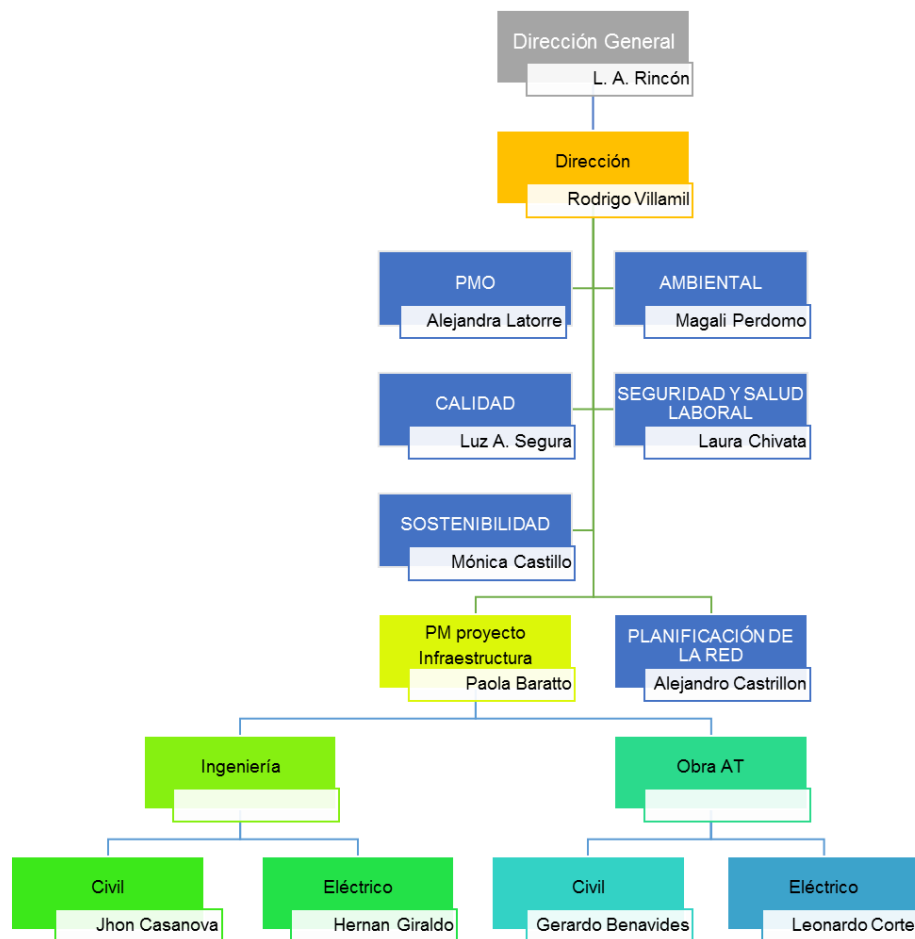 Dirección General
L. A. Rincón
Dirección
Rodrigo Villamil
PMO
Alejandra Latorre
AMBIENTAL
Magali Perdomo
CALIDAD
Luz A. Segura
SEGURIDAD Y SALUD
LABORAL
Laura Chivata
SOSTENIBILIDAD
Mónica Castillo
PM proyecto
Infraestructura
Paola Baratto
PLANIFICACIÓN DE
LA RED
Alejandro Castrillon
Ingeniería
Obra AT
Civil
Jhon Casanova
Eléctrico
Hernan Giraldo
Civil
Gerardo Benavides
Eléctrico
Leonardo Corte